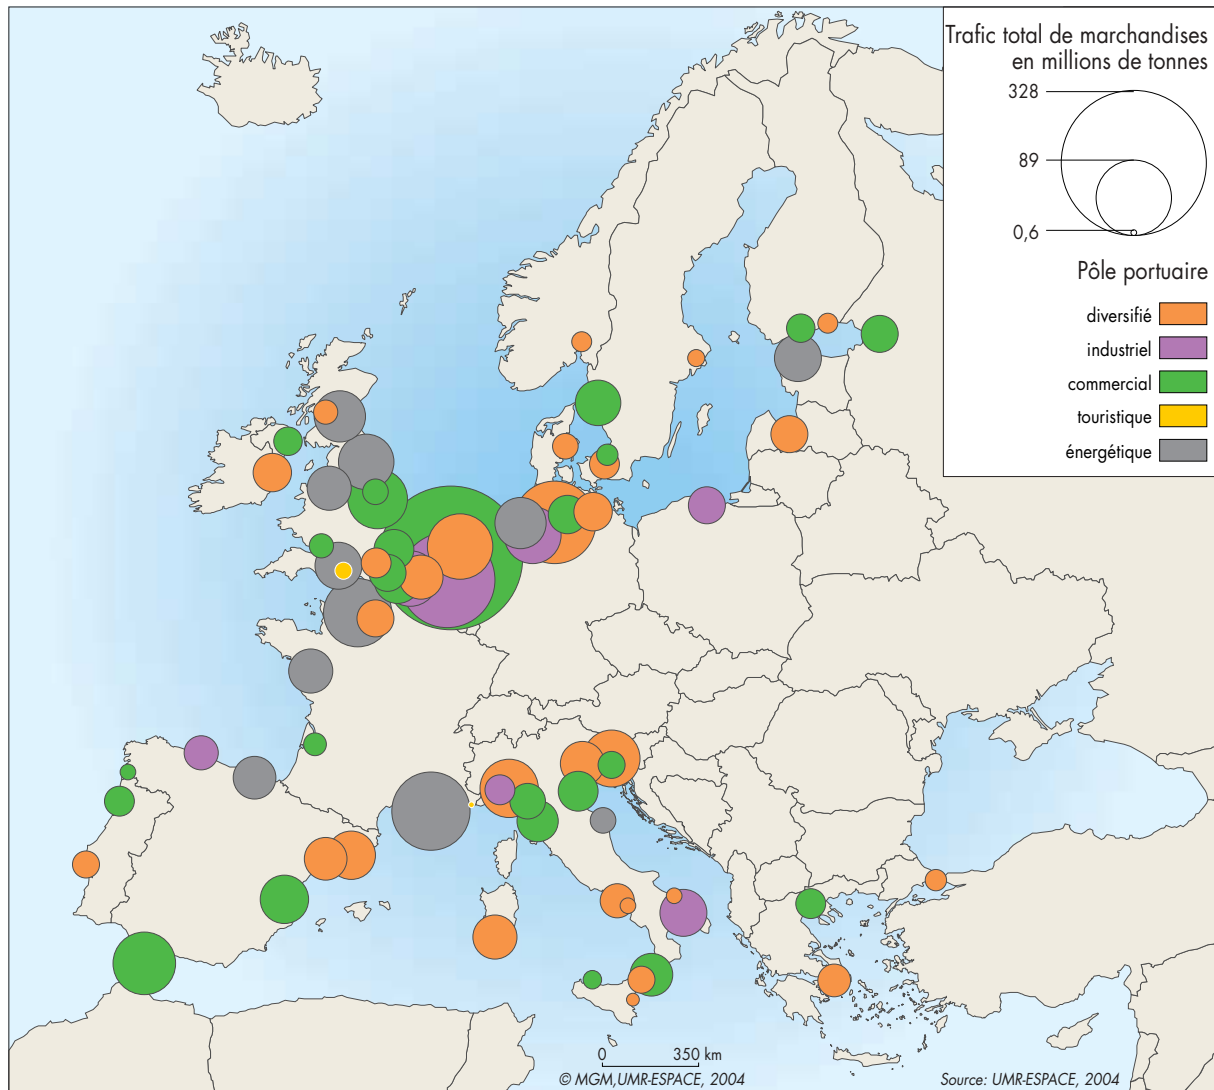 Trafic total de marchandises
en millions de tonnes
328
89
0,6
Pôle portuaire
diversifié
industriel
commercial
touristique
énergétique
0 350 km
© MGM,UMR-ESPACE, 2004
Source: UMR-ESPACE, 2004